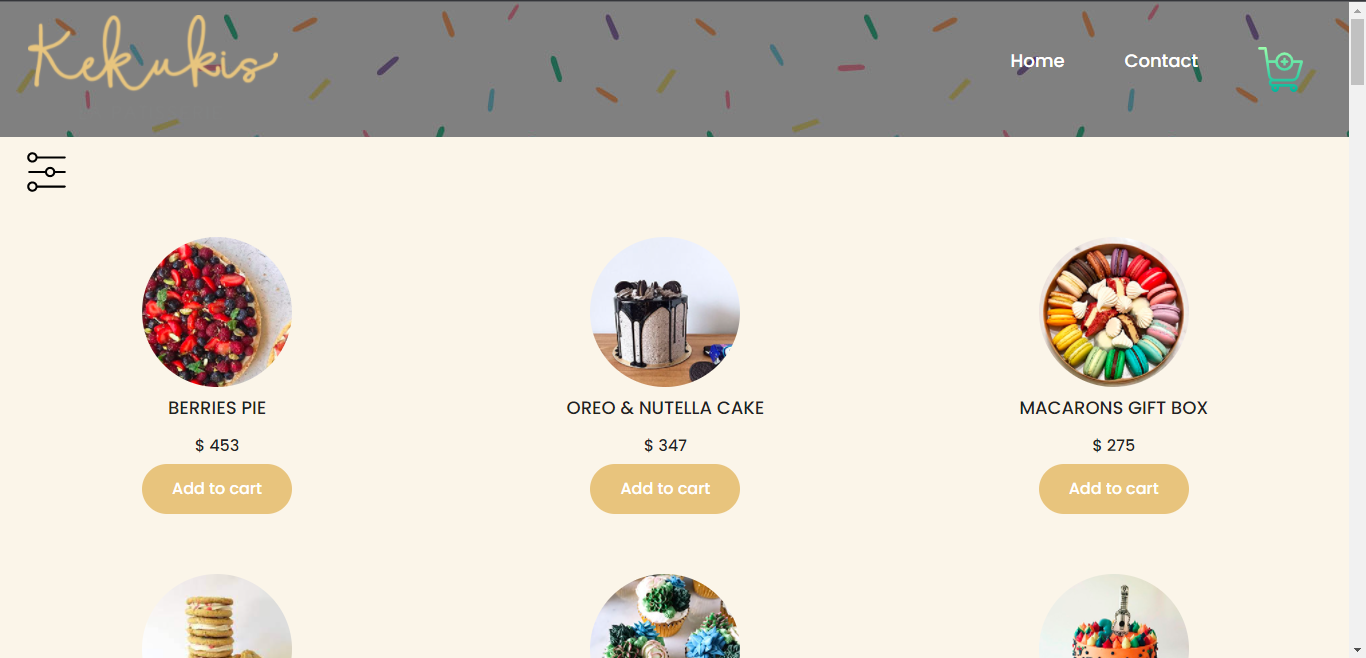 Kekukis
Home Contact
BERRIES PIE
OREO & NUTELLA CAKE
MACARONS GIFT BOX
$ 453
$ 347
$ 275
Add to cart
Add to cart
Add to cart